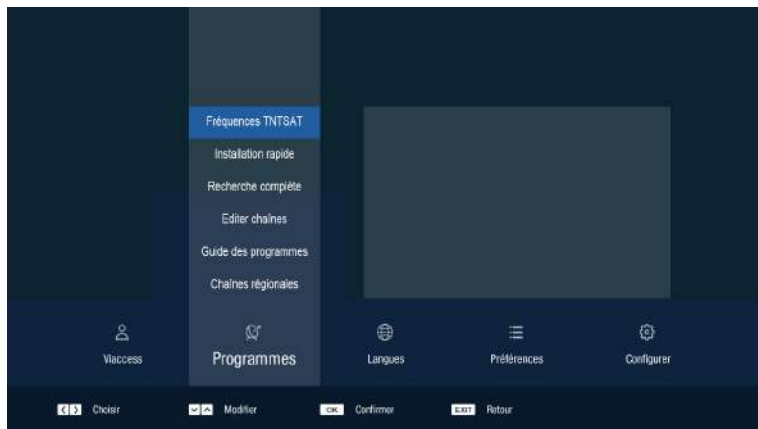 Fréquences TNTSAT
Installation rapide
Recherche complète
Editer chaînes
Guide des programmes
Chaînes régionales
Viaccess Programmes Langues Préférences Configurer
Choisir Modifier OK Confirmer EXIT Retour